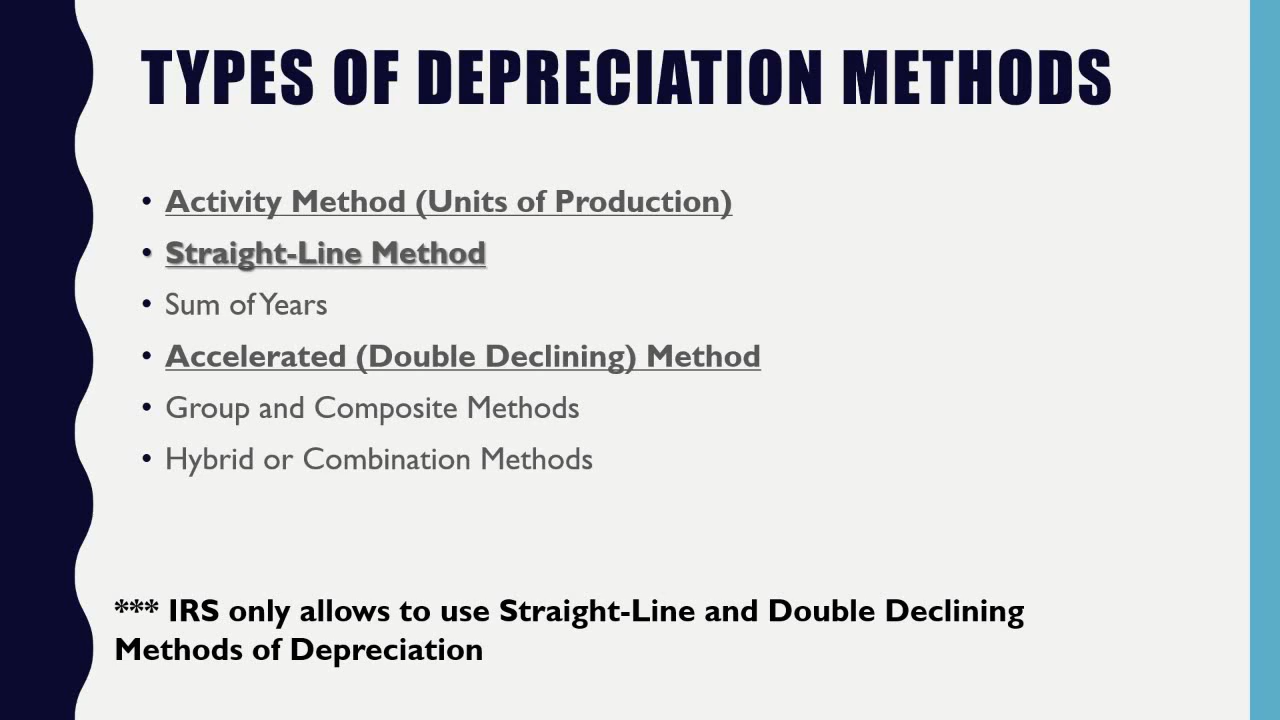 TYPES OF DEPRECIATION METHODS
• Activity Method (Units of Production)
• Straight-Line Method
• Sum of Years
• Accelerated (Double Declining) Method
• Group and Composite Methods
• Hybrid or Combination Methods
*** IRS only allows to use Straight-Line and Double Declining
Methods of Depreciation